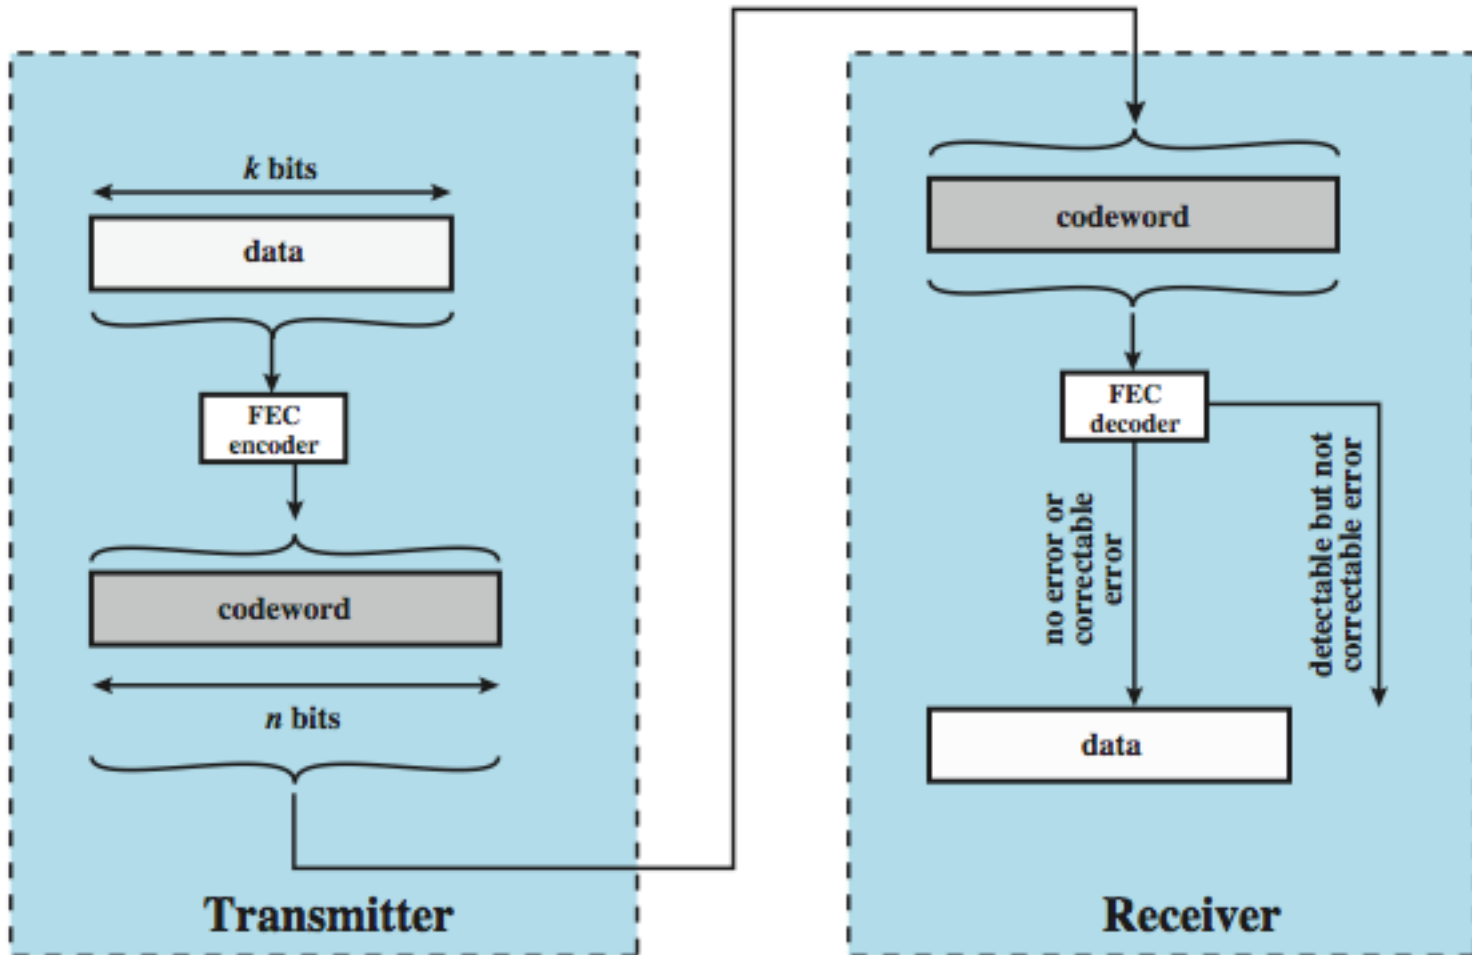 k bits
data
FEC
encoder
codeword
n bits
Transmitter
codeword
FEC
decoder
no error or
correctable
error
detectable but not
correctable error
data
Receiver